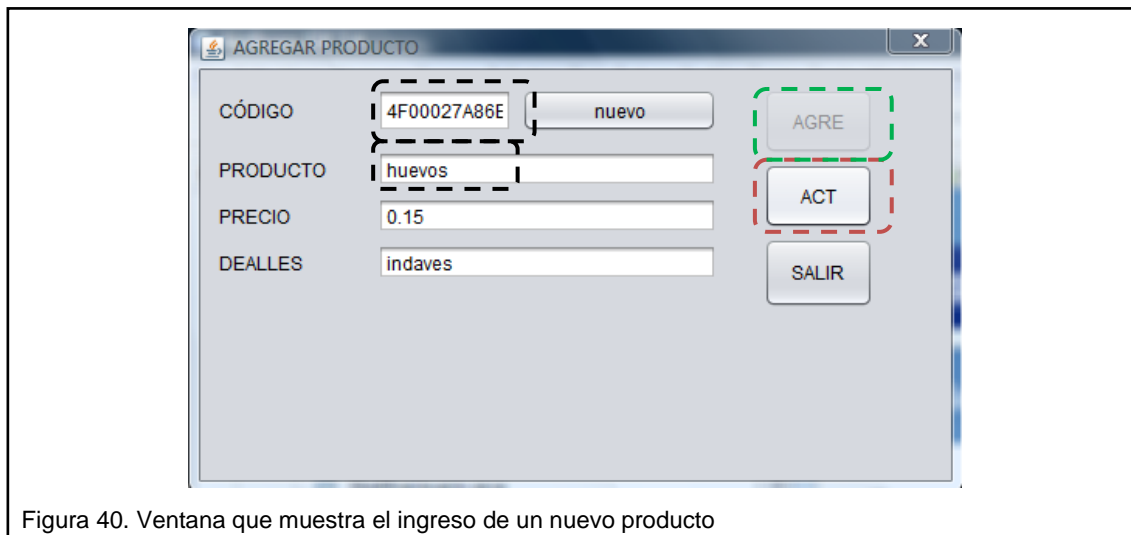 AGREGAR PRODUCTO
X
CÓDIGO 4F00027A86E nuevo AGRE
PRODUCTO huevos
ACT
PRECIO 0.15
DEALLES indaves SALIR
Figura 40. Ventana que muestra el ingreso de un nuevo producto